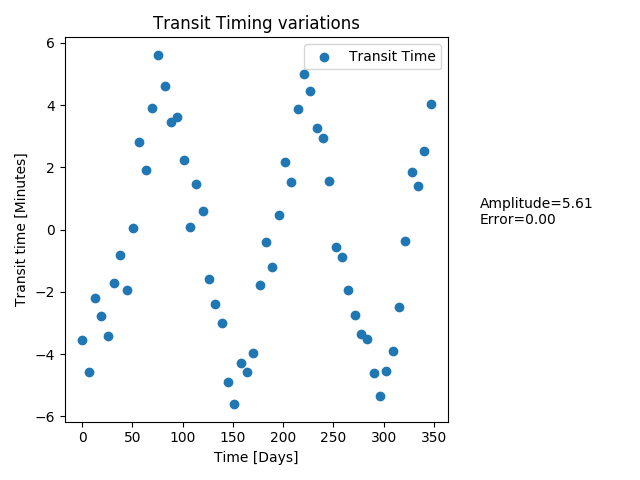 Transit Timing variations
Transit Time
Transit time [Minutes]
6
4
2
0
−2
−4
−6
0
50
100
150
200
250
300
350
Time [Days]
Amplitude=5.61
Error=0.00